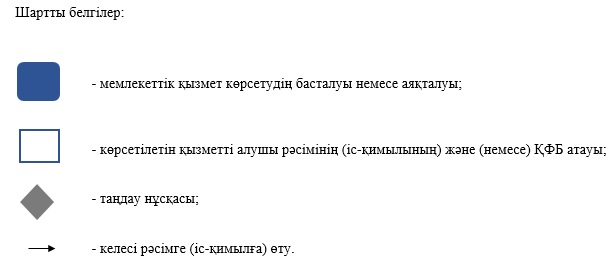 Шартты белгілер:
- мемлекеттік қызмет көрсетудің басталуы немесе аяқталуы;
- көрсетілетін қызметті алушы рәсімінің (іс-қимылының) және (немесе) ҚФБ атауы;
- таңдау нұсқасы;
- келесі рәсімге (іс-қимылға) өту.